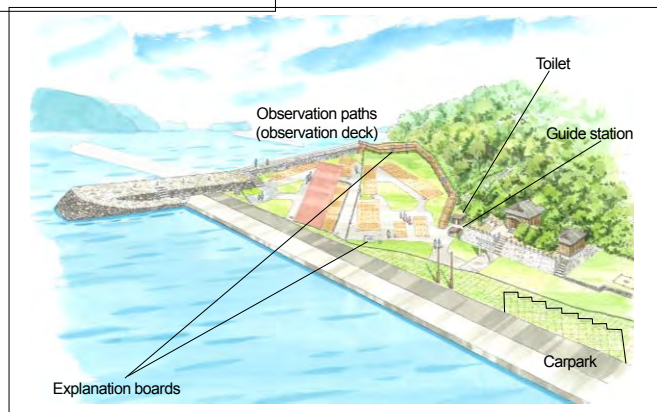 Toilet
Observation paths
(observation deck)
Guide station
Carpark
Explanation boards